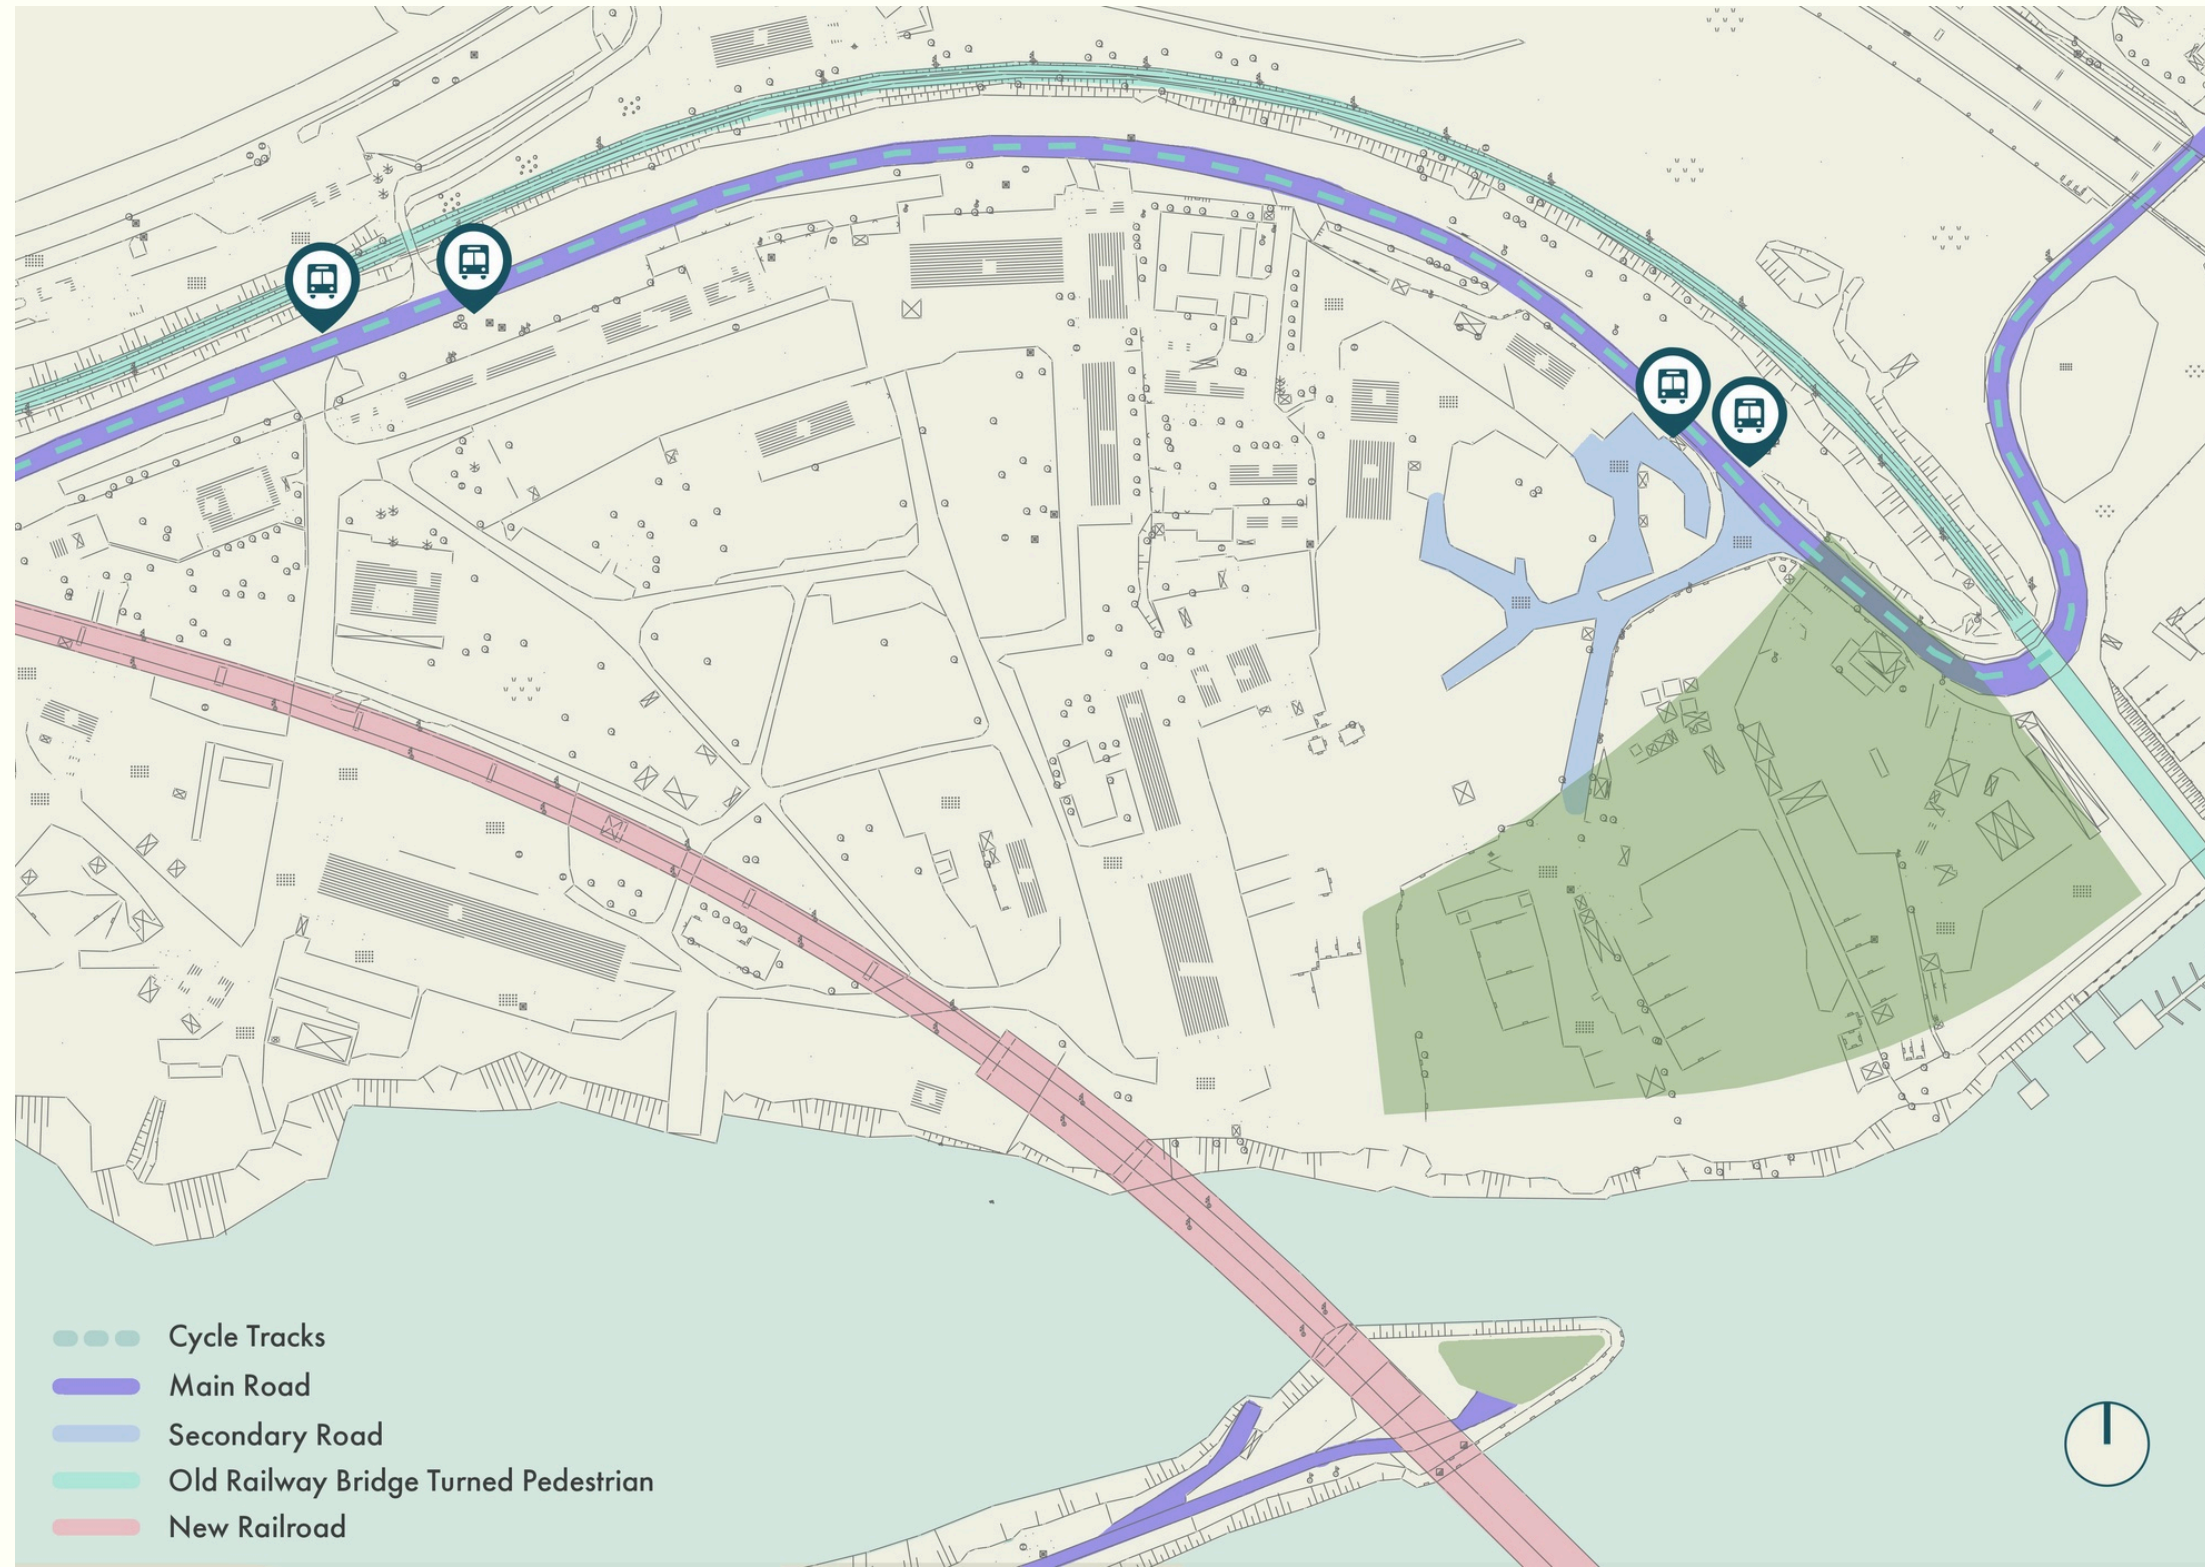 Cycle Tracks
Main Road
Secondary Road
Old Railway Bridge Turned Pedestrian
New Railroad